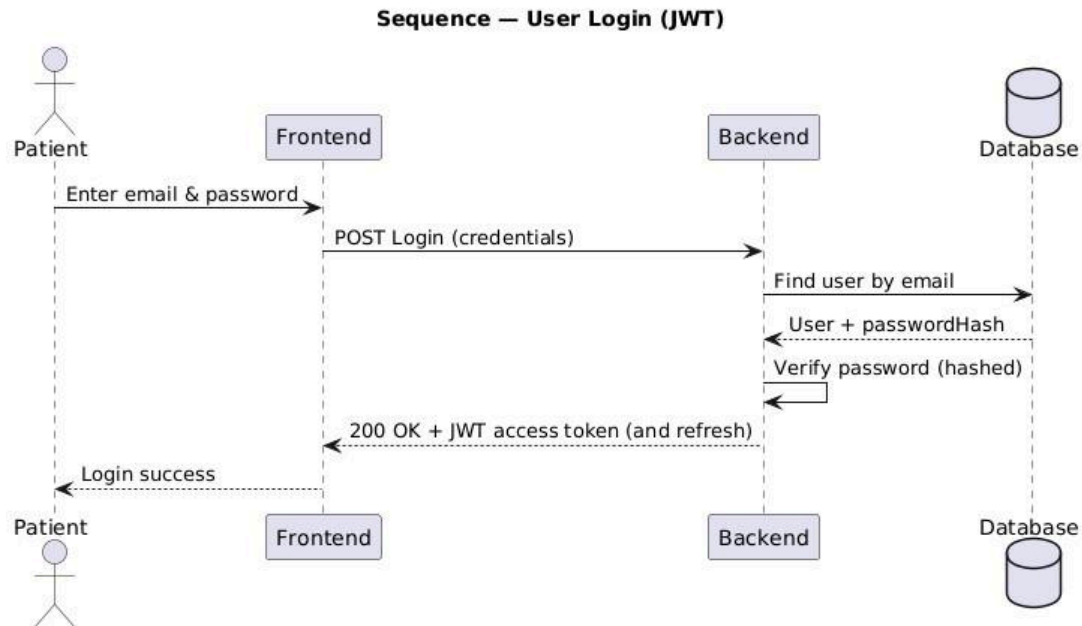 Sequence — User Login (JWT)
Patient
Frontend
Backend
Database
Enter email & password
POST Login (credentials)
Find user by email
User + passwordHash
Verify password (hashed)
200 OK + JWT access token (and refresh)
Login success
Patient
Frontend
Backend
Database